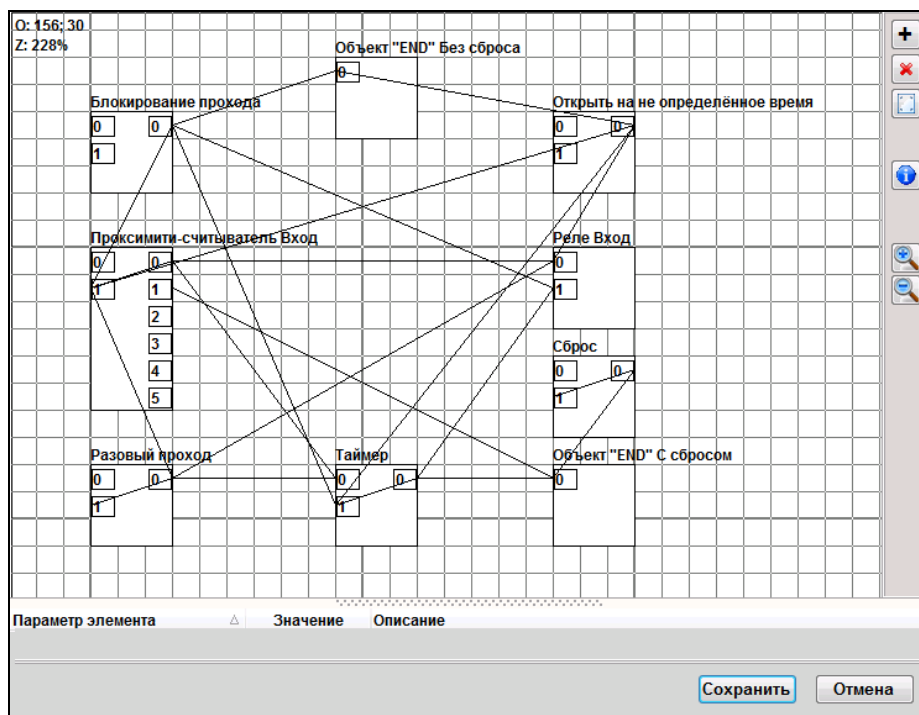 O: 156; 30
Z: 228%
Объект "END" Без сброса
0
Блокирование прохода
0 0
1
Открыть на не определённое время
0 0
1
Проксимити-считыватель Вход
0 0
1 1
2
3
4
5
Реле Вход
0
1
Сброс
0 0
1
Разовый проход
0 0
1
Таймер
0 0
1
Объект "END" С сбросом
0
Параметр элемента Значение Описание
Сохранить Отмена